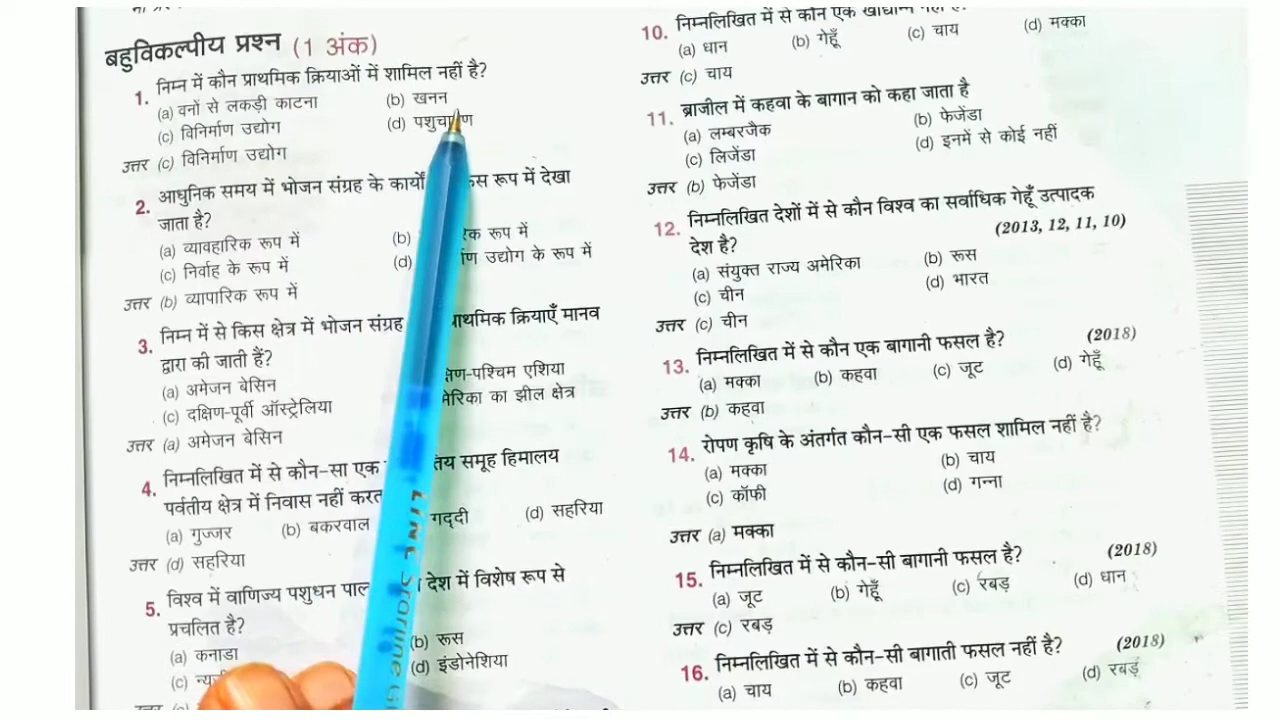 बहुविकल्पीय प्रश्न (1 अंक)
1. निम्न में कौन प्राथमिक क्रियाओं में शामिल नहीं है?
(a) वनों से लकड़ी काटना (b) खनन
(c) विनिर्माण उद्योग (d)
उत्तर (c) विनिर्माण उद्योग
2. आधुनिक समय में भोजन संग्रह के कार्यों रूप में देखा
जाता है?
(a) व्यावहारिक रूप में (b) रूप में
(c) निर्वाह के रूप में (d) उद्योग के रूप में
उत्तर (b) व्यापारिक रूप में
3. निम्न में से किस क्षेत्र में भोजन संग्रह क्रियाएँ मानव
द्वारा की जाती हैं?
(a) अमेजन बेसिन एशिया
(c) दक्षिण-पूर्वी ऑस्ट्रेलिया का झील क्षेत्र
उत्तर (a) अमेजन बेसिन
4. निम्नलिखित में से कौन-सा एक समूह हिमालय
पर्वतीय क्षेत्र में निवास नहीं
(a) गुज्जर (b) बकरवाल गद्दी (d) सहरिया
उत्तर (d) सहरिया
5. विश्व में वाणिज्य पशुधन देश में विशेष रूप से
प्रचलित है?
(a) कनाडा (b) रूस
(c) (d) इंडोनेशिया
10. निम्नलिखित में से कौन एक
(a) धान (b) गेहूँ (c) चाय (d) मक्का
उत्तर (c) चाय
11. ब्राजील में कहवा के बागान को कहा जाता है
(a) लम्बरजैक (b) फेजेंडा
(c) लिजेंडा (d) इनमें से कोई नहीं
उत्तर (b) फेजेंडा
12. निम्नलिखित देशों में से कौन विश्व का सर्वाधिक गेहूँ उत्पादक
देश है? (2013, 12, 11, 10)
(a) संयुक्त राज्य अमेरिका (b) रूस
(c) चीन (d) भारत
उत्तर (c) चीन
13. निम्नलिखित में से कौन एक बागानी फसल है? (2018)
(a) मक्का (b) कहवा (c) जूट (d) गेहूँ
उत्तर (b) कहवा
14. रोपण कृषि के अंतर्गत कौन-सी एक फसल शामिल नहीं है?
(a) मक्का (b) चाय
(c) कॉफी (d) गन्ना
उत्तर (a) मक्का
15. निम्नलिखित में से कौन-सी बागानी फसल है? (2018)
(a) जूट (b) गेहूँ (c) रबड़ (d) धान
उत्तर (c) रबड़
16. निम्नलिखित में से कौन-सी बागाती फसल नहीं है? (2018)
(a) चाय (b) कहवा (c) जूट (d) रबड़